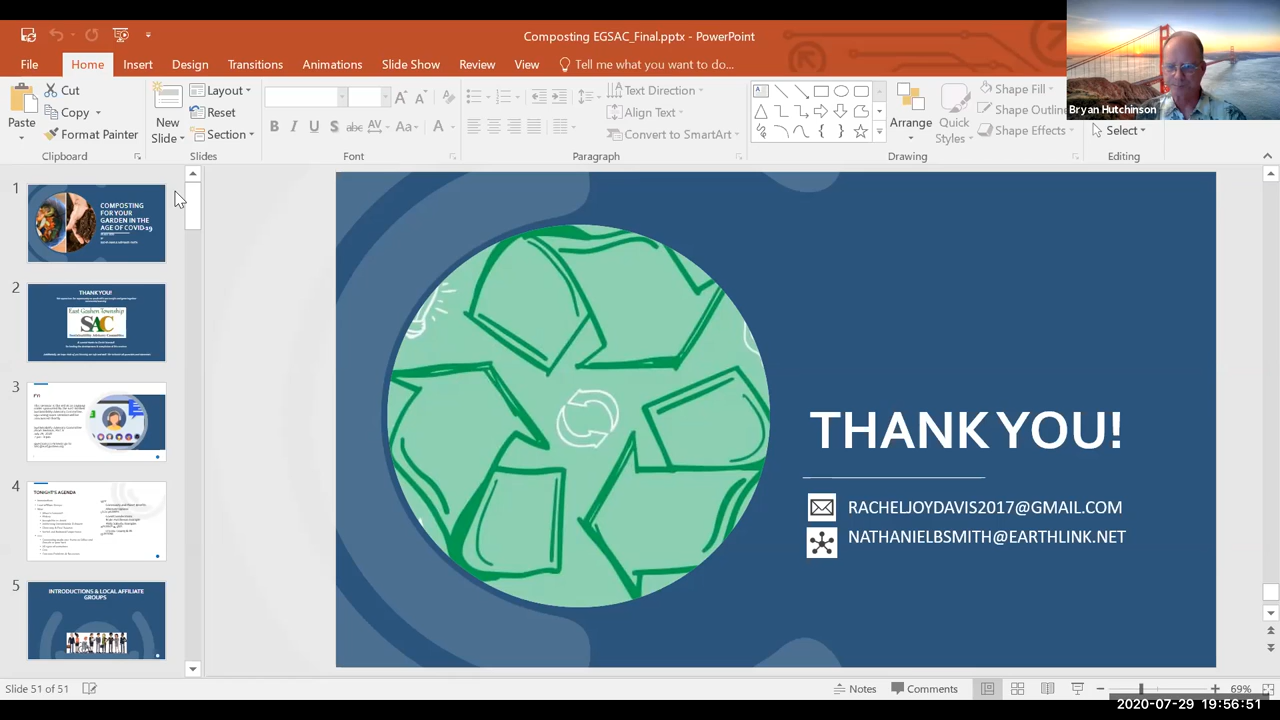 Composting EGSAC_Final.pptx - PowerPoint
File Home Insert Design Transitions Animations Slide Show Review View Tell me what you want to do...
Bryan Hutchinson
Paste
Cut
Copy
Format Painter
Clipboard
New Slide
Layout
Reset
Section
Slides
B I U S abc AV Aa A
Font
Text Direction
Align Text
Convert to SmartArt
Paragraph
Arrange
Quick Styles
Shape Fill
Shape Outline
Shape Effects
Drawing
Select
Editing
1
COMPOSTING
FOR YOUR
GARDEN IN THE
AGE OF COVID-19
2
THANK YOU!
East Goshen Township
SAC
3
FYI
4
TONIGHT'S AGENDA
5
INTRODUCTIONS & LOCAL AFFILIATE
GROUPS
THANK YOU!
RACHELJOYDAVIS2017@GMAIL.COM
NATHANIELBSMITH@EARTHLINK.NET
Slide 51 of 51
Notes Comments 69%
2020-07-29 19:56:51